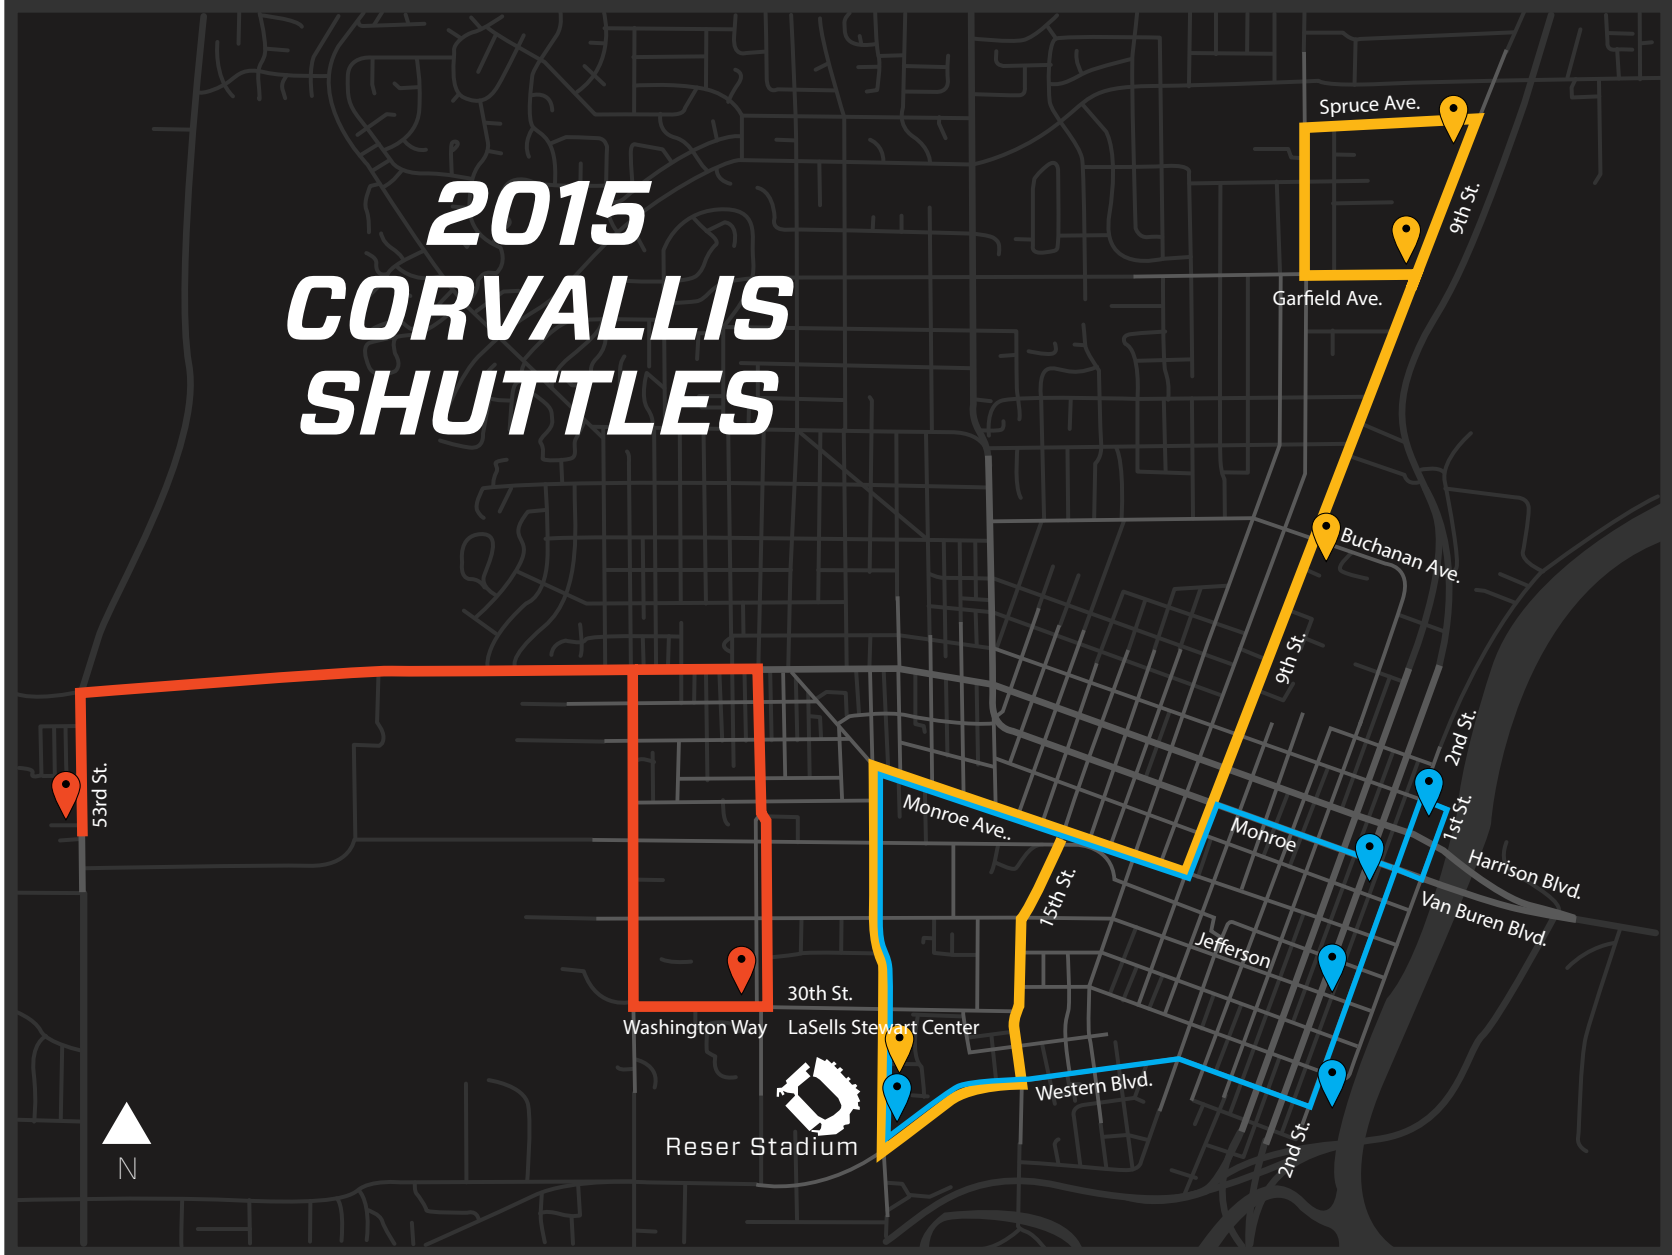 2015
CORVALLIS
SHUTTLES
Spruce Ave.
9th St.
Garfield Ave.
Buchanan Ave.
9th St.
2nd St.
53rd St.
Monroe Ave..
Monroe
1st St.
Harrison Blvd.
15th St.
Van Buren Blvd.
Jefferson
30th St.
Washington Way
LaSells Stewart Center
Western Blvd.
Reser Stadium
2nd St.
N